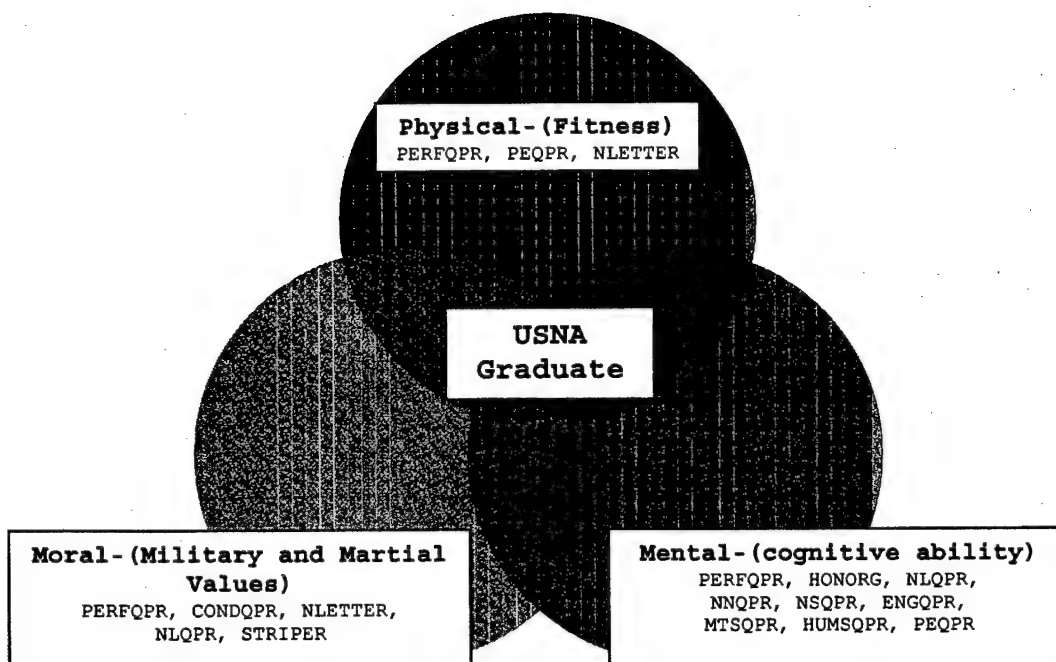 Physical-(Fitness)
PERFQPR, PEQPR, NLETTER
USNA
Graduate
Moral-(Military and Martial
Values)
PERFQPR, CONDQPR, NLETTER,
NLQPR, STRIPER
Mental-(cognitive ability)
PERFQPR, HONORG, NLQPR,
NNQPR, NSQPR, ENGQPR,
MTSQPR, HUMSQPR, PEQPR